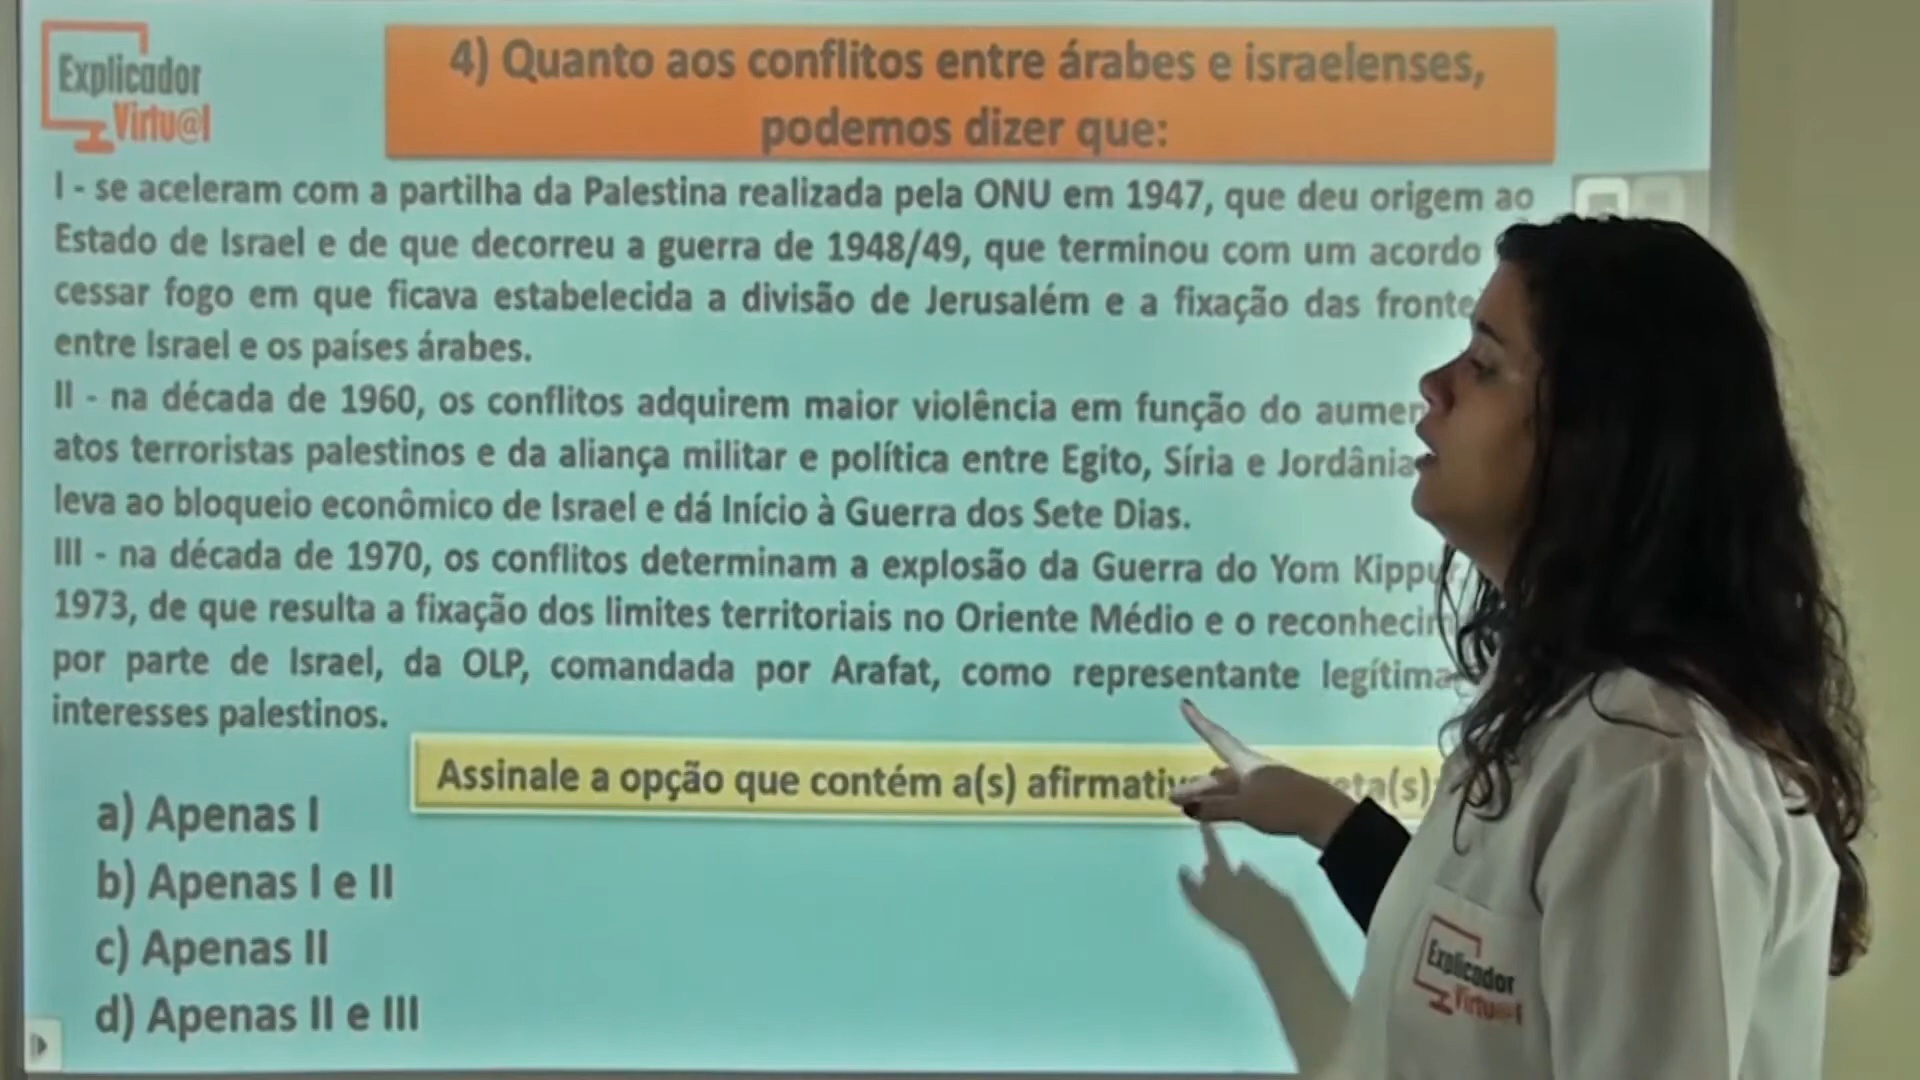 Explicador
Virtu@l
4) Quanto aos conflitos entre árabes e israelenses,
podemos dizer que:
I - se aceleram com a partilha da Palestina realizada pela ONU em 1947, que deu origem ao
Estado de Israel e de que decorreu a guerra de 1948/49, que terminou com um acordo
cessar fogo em que ficava estabelecida a divisão de Jerusalém e a fixação das
entre Israel e os países árabes.
II - na década de 1960, os conflitos adquirem maior violência em função do
atos terroristas palestinos e da aliança militar e política entre Egito, Síria e Jordânia
leva ao bloqueio econômico de Israel e dá Início à Guerra dos Sete Dias.
III - na década de 1970, os conflitos determinam a explosão da Guerra do Yom Kippur
1973, de que resulta a fixação dos limites territoriais no Oriente Médio e o
por parte de Israel, da OLP, comandada por Arafat, como representante legítima
interesses palestinos.
Assinale a opção que contém a(s)
a) Apenas I
b) Apenas I e II
c) Apenas II
d) Apenas II e III
Explicador
Virtu@l